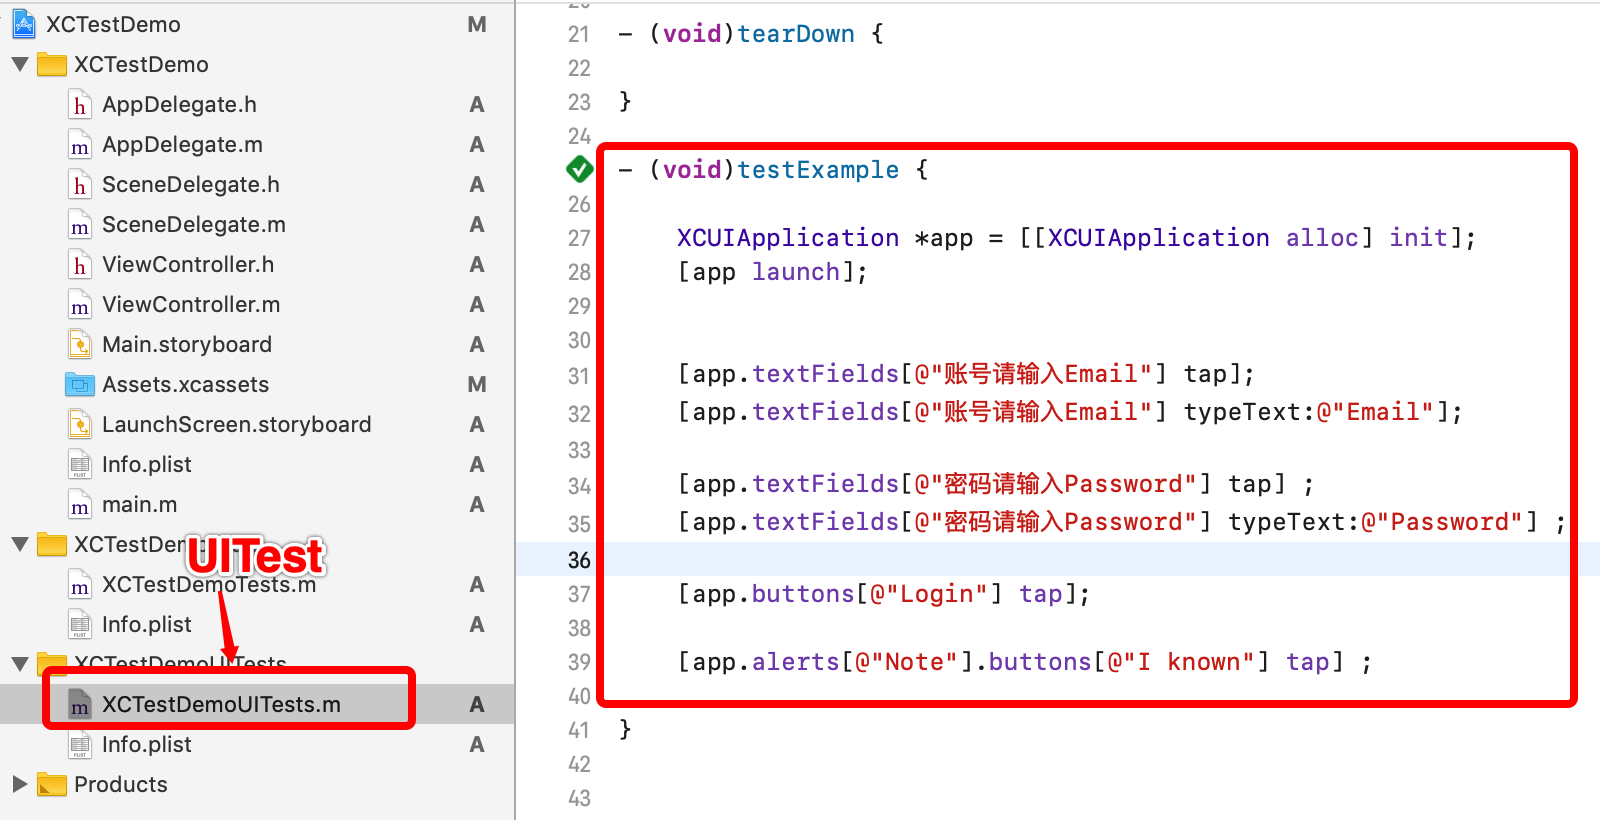 XCTestDemo M
XCTestDemo
h AppDelegate.h A
m AppDelegate.m A
h SceneDelegate.h A
m SceneDelegate.m A
h ViewController.h A
m ViewController.m A
Main.storyboard A
Assets.xcassets M
LaunchScreen.storyboard A
PLIST Info.plist A
m main.m A
XCTestDem
UITest
m XCTestDemoTests.m A
PLIST Info.plist A
XCTestDemoUITests
m XCTestDemoUITests.m A
PLIST Info.plist A
Products
21 - (void)tearDown {
22
23 }
24
- (void)testExample {
26
27 XCUIApplication *app = [[XCUIApplication alloc] init];
28 [app launch];
29
30
31 [app.textFields[@"账号请输入Email"] tap];
32 [app.textFields[@"账号请输入Email"] typeText:@"Email"];
33
34 [app.textFields[@"密码请输入Password"] tap] ;
35 [app.textFields[@"密码请输入Password"] typeText:@"Password"] ;
36
37 [app.buttons[@"Login"] tap];
38
39 [app.alerts[@"Note"].buttons[@"I known"] tap] ;
40
41 }
42
43